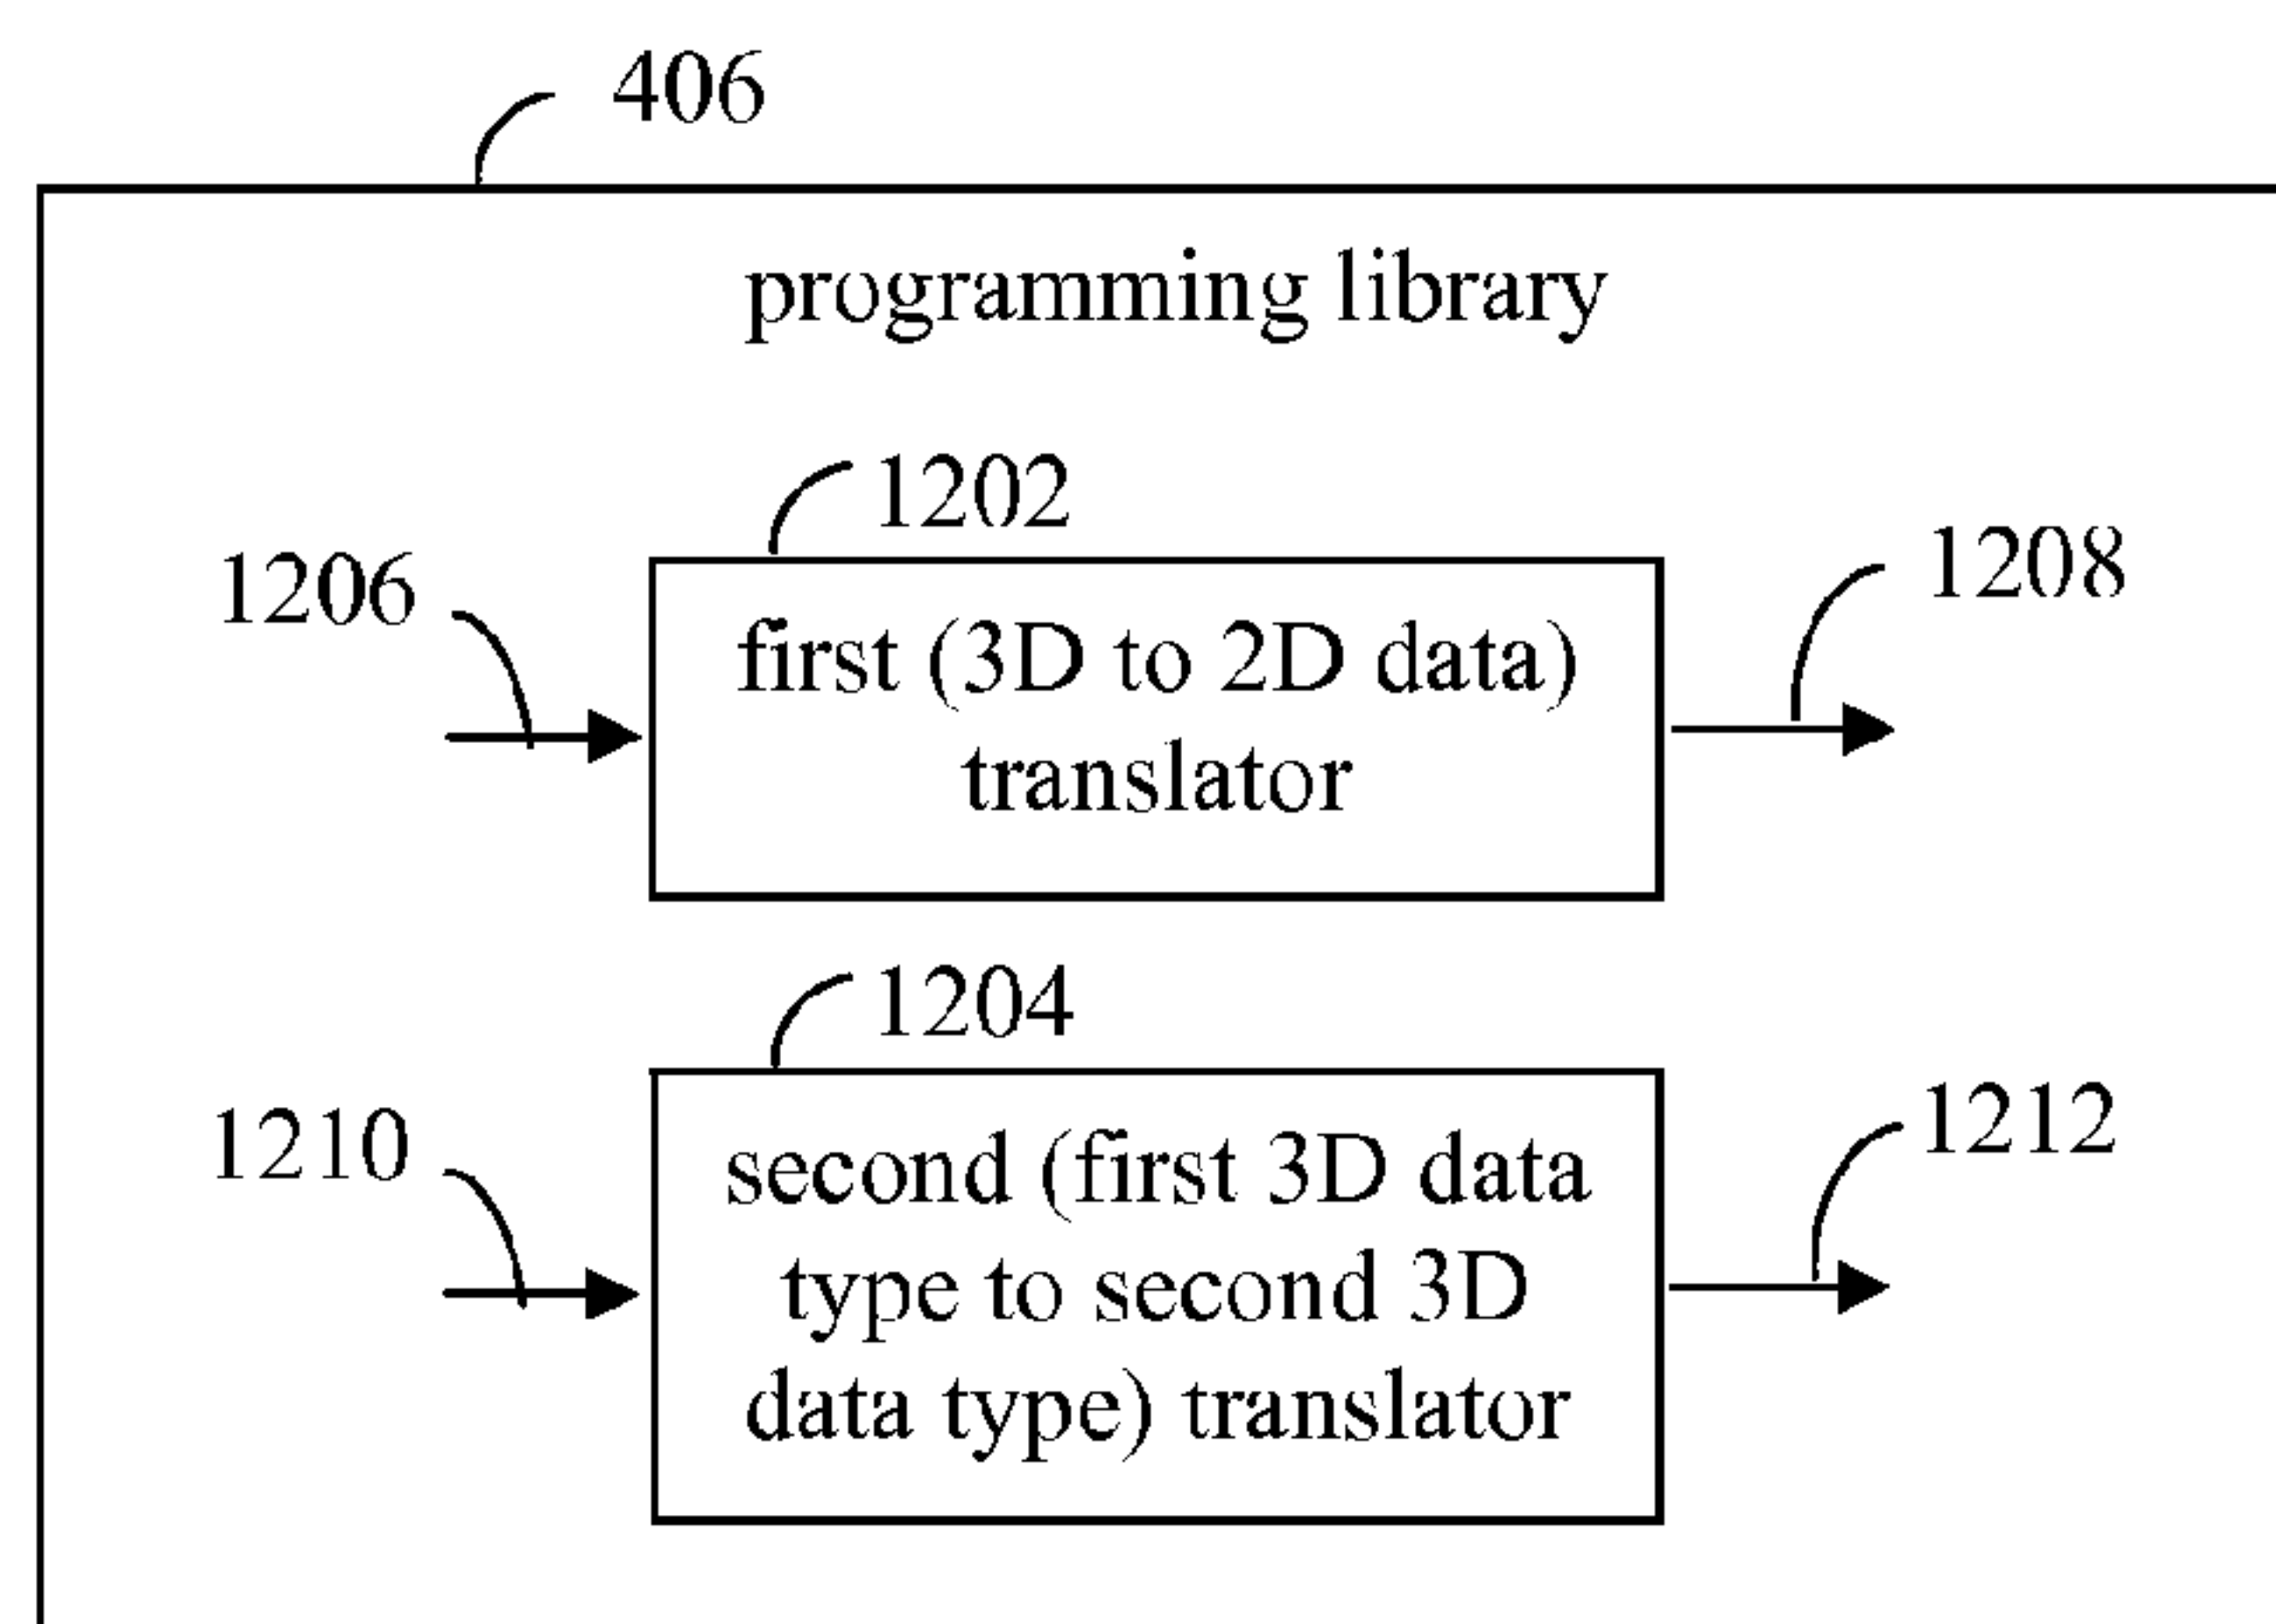 406
programming library
1202
1206
1208
first (3D to 2D data)
translator
1204
1210
1212
second (first 3D data
type to second 3D
data type) translator